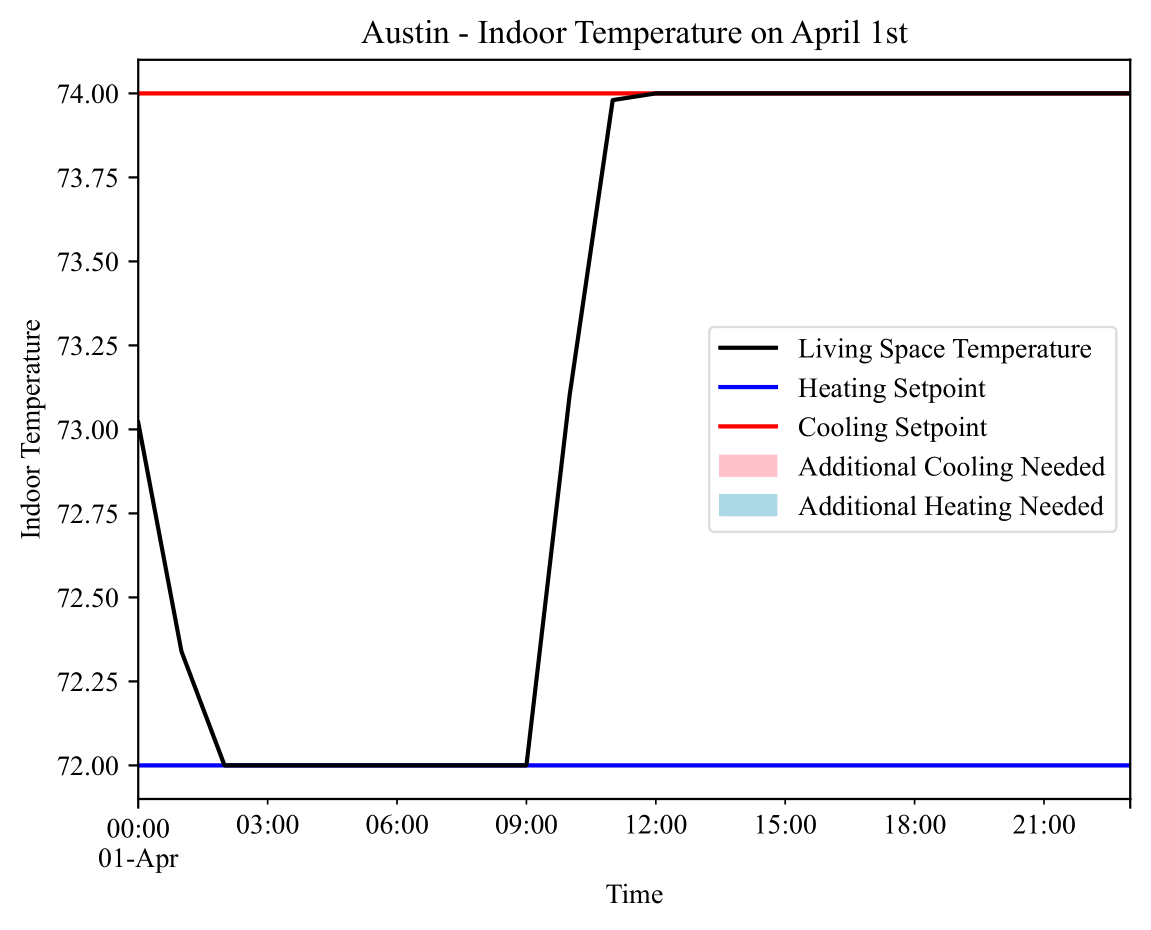 Austin - Indoor Temperature on April 1st
74.00
73.75
73.50
73.25
73.00
72.75
72.50
72.25
72.00
Indoor Temperature
Living Space Temperature
Heating Setpoint
Cooling Setpoint
Additional Cooling Needed
Additional Heating Needed
00:00 03:00 06:00 09:00 12:00 15:00 18:00 21:00
01-Apr
Time